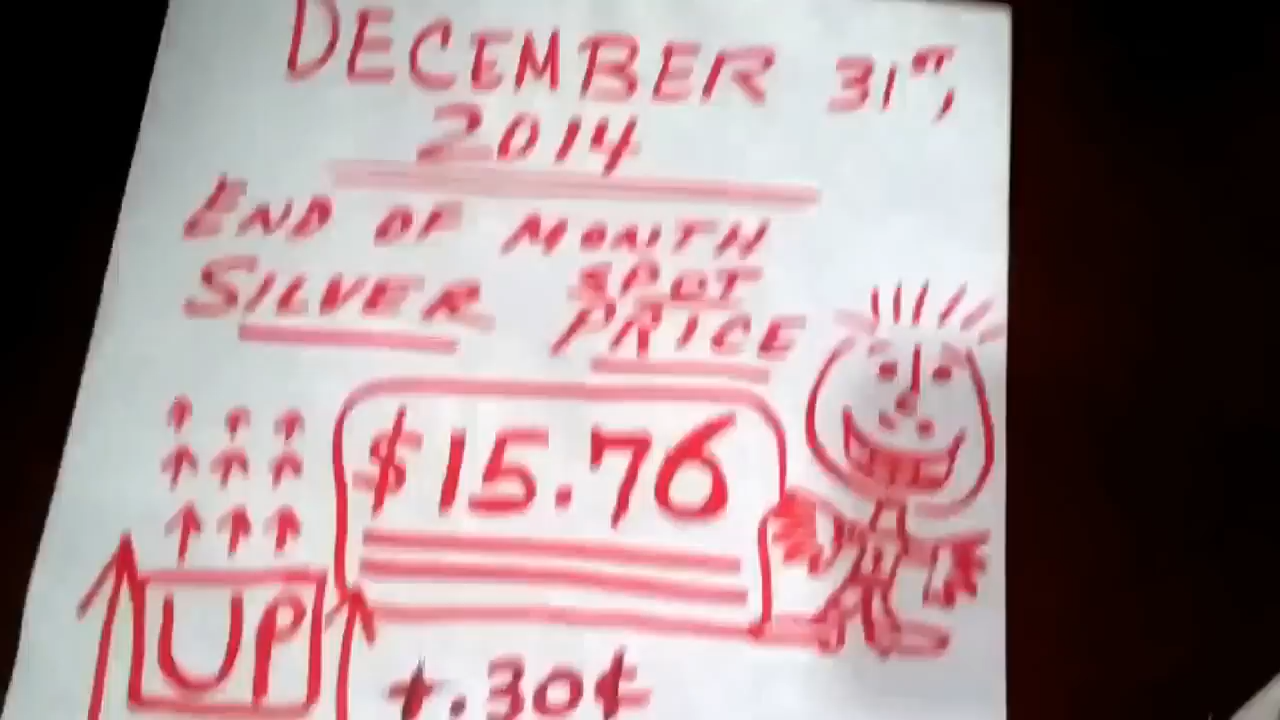 DECEMBER 31ST,
2014
END OF MONTH
SILVER SPOT
PRICE
$15.76
UP
+.30¢